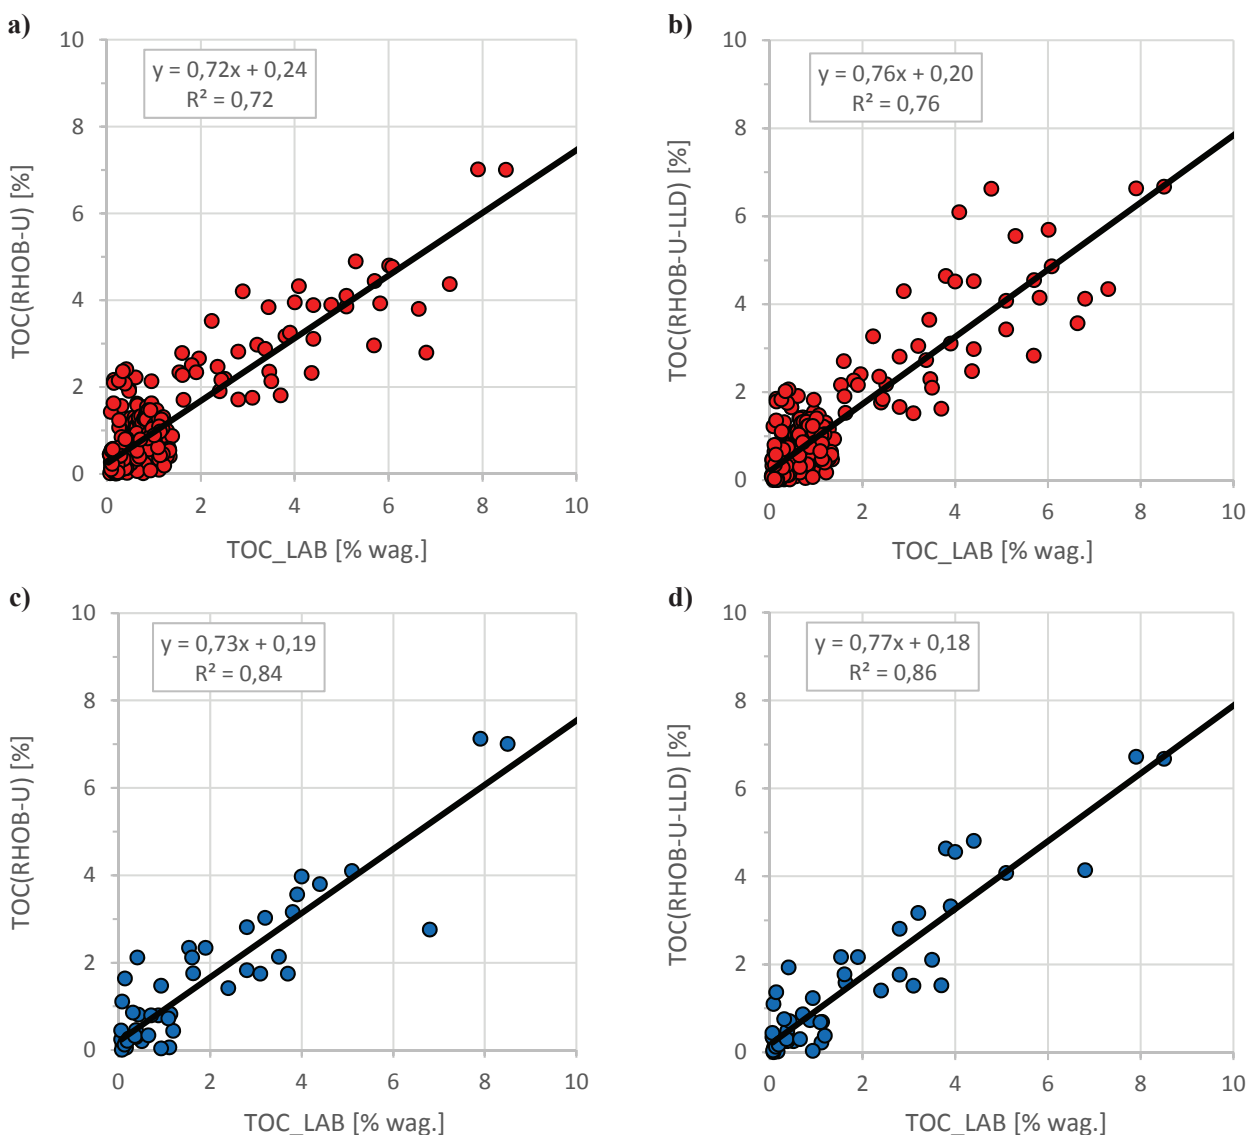 a)
y = 0,72x + 0,24
R² = 0,72
TOC(RHOB-U) [%]
10
8
6
4
2
0
0 2 4 6 8 10
TOC_LAB [% wag.]
b)
y = 0,76x + 0,20
R² = 0,76
TOC(RHOB-U-LLD) [%]
10
8
6
4
2
0
0 2 4 6 8 10
TOC_LAB [% wag.]
c)
y = 0,73x + 0,19
R² = 0,84
TOC(RHOB-U) [%]
10
8
6
4
2
0
0 2 4 6 8 10
TOC_LAB [% wag.]
d)
y = 0,77x + 0,18
R² = 0,86
TOC(RHOB-U-LLD) [%]
10
8
6
4
2
0
0 2 4 6 8 10
TOC_LAB [% wag.]